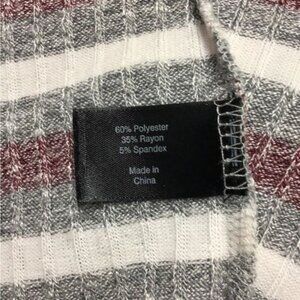 60% Polyester
35% Rayon
5% Spandex
Made in
China